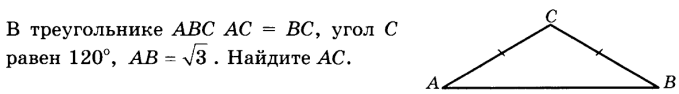 В треугольнике ABC AC = BC, угол C
равен 120°, AB = √3 . Найдите AC.
C
A
B